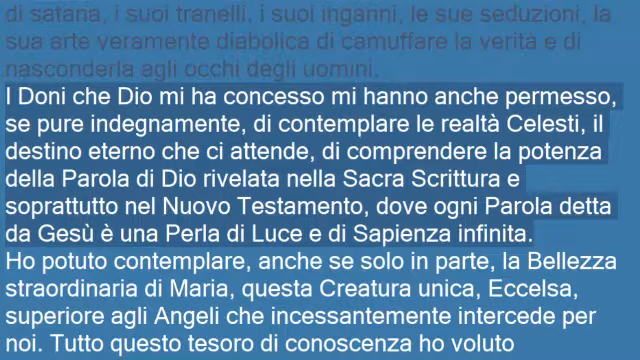 di satana, i suoi tranelli, i suoi inganni, le sue seduzioni, la
sua arte veramente diabolica di camuffare la verità e di
nasconderla agli occhi degli uomini.
I Doni che Dio mi ha concesso mi hanno anche permesso,
se pure indegnamente, di contemplare le realtà Celesti, il
destino eterno che ci attende, di comprendere la potenza
della Parola di Dio rivelata nella Sacra Scrittura e
soprattutto nel Nuovo Testamento, dove ogni Parola detta
da Gesù è una Perla di Luce e di Sapienza infinita.
Ho potuto contemplare, anche se solo in parte, la Bellezza
straordinaria di Maria, questa Creatura unica, Eccelsa,
superiore agli Angeli che incessantemente intercede per
noi. Tutto questo tesoro di conoscenza ho voluto